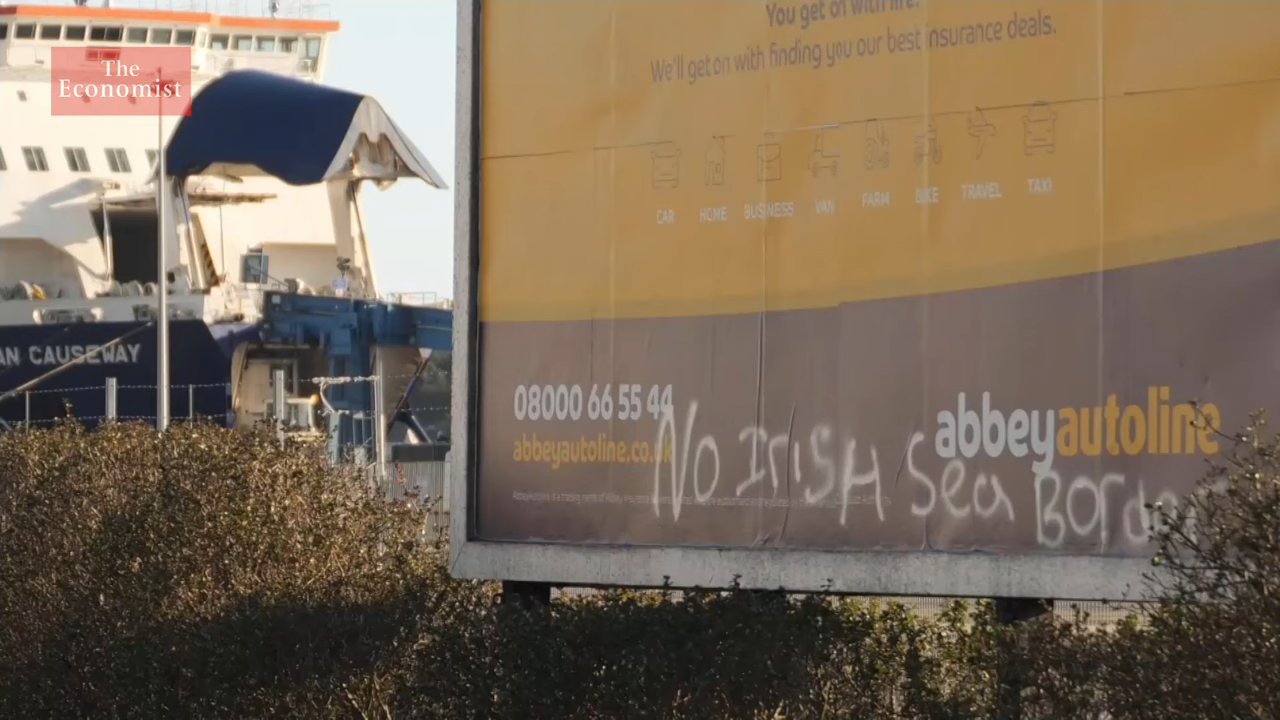 The
Economist
AN CAUSEWAY
You get on with life.
We'll get on with finding you our best insurance deals.
CAR HOME BUSINESS VAN FARM BIKE TRAVEL TAXI
08000 66 55 44
abbeyautoline.co.uk
abbeyautoline
No IrisH Sea Border